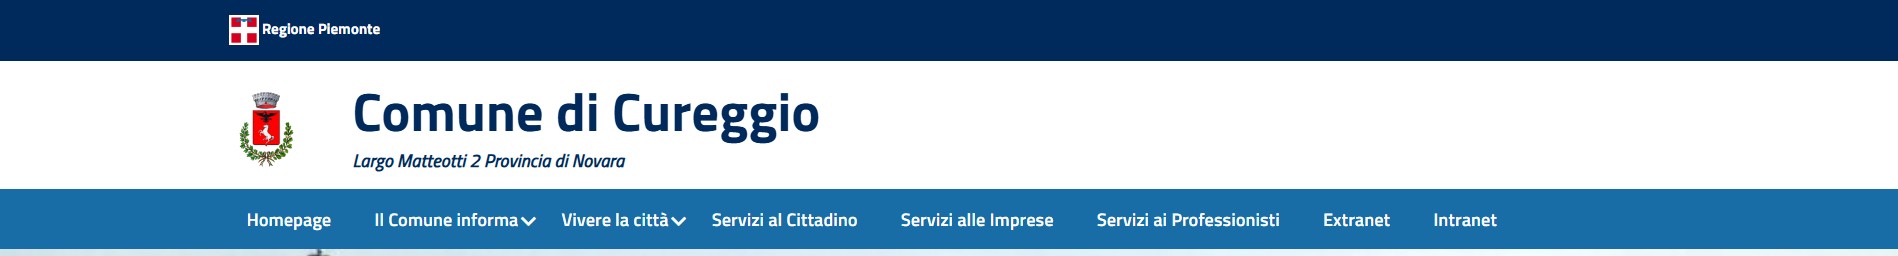 Regione Piemonte
Comune di Cureggio
Largo Matteotti 2 Provincia di Novara
Homepage Il Comune informa Vivere la città Servizi al Cittadino Servizi alle Imprese Servizi ai Professionisti Extranet Intranet